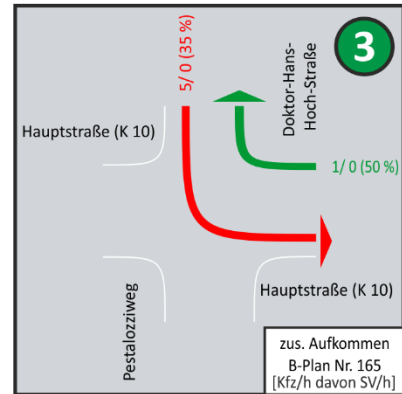 3
5/ 0 (35 %)
Doktor-Hans-
Hoch-Straße
Hauptstraße (K 10)
1/ 0 (50 %)
Pestalozziweg
Hauptstraße (K 10)
zus. Aufkommen
B-Plan Nr. 165
[Kfz/h davon SV/h]